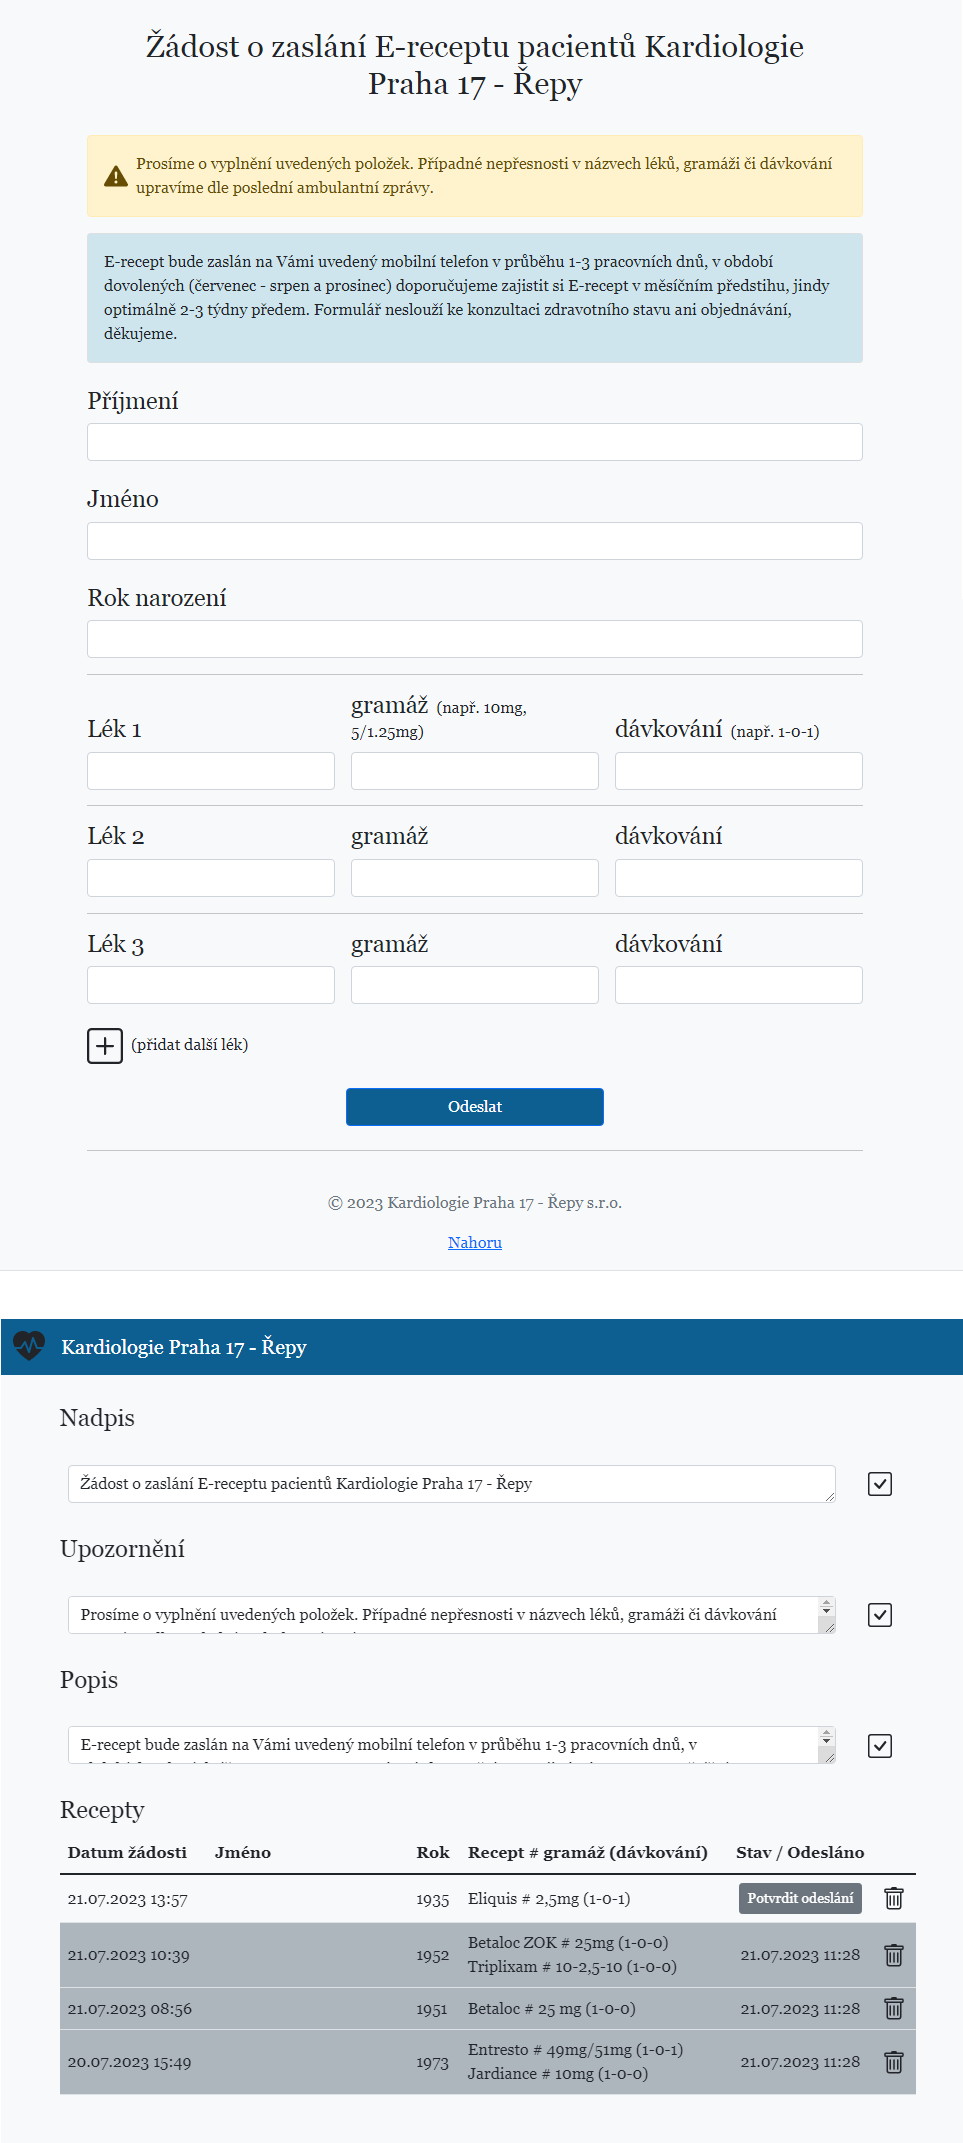 Žádost o zaslání E-receptu pacientů Kardiologie
Praha 17 - Řepy
Prosíme o vyplnění uvedených položek. Případné nepřesnosti v názvech léků, gramáži či dávkování
upravíme dle poslední ambulantní zprávy.
E-recept bude zaslán na Vámi uvedený mobilní telefon v průběhu 1-3 pracovních dnů, v období
dovolených (červenec - srpen a prosinec) doporučujeme zajistit si E-recept v měsíčním předstihu, jindy
optimálně 2-3 týdny předem. Formulář neslouží ke konzultaci zdravotního stavu ani objednávání,
děkujeme.
Příjmení
Jméno
Rok narození
Lék 1 gramáž (např. 10mg, 5/1.25mg) dávkování (např. 1-0-1)
Lék 2 gramáž dávkování
Lék 3 gramáž dávkování
(přidat další lék)
Odeslat
© 2023 Kardiologie Praha 17 - Řepy s.r.o.
Nahoru
Kardiologie Praha 17 - Řepy
Nadpis
Žádost o zaslání E-receptu pacientů Kardiologie Praha 17 - Řepy
Upozornění
Prosíme o vyplnění uvedených položek. Případné nepřesnosti v názvech léků, gramáži či dávkování
Popis
E-recept bude zaslán na Vámi uvedený mobilní telefon v průběhu 1-3 pracovních dnů, v
Recepty
Datum žádosti Jméno Rok Recept # gramáž (dávkování) Stav / Odesláno
21.07.2023 13:57 1935 Eliquis # 2,5mg (1-0-1) Potvrdit odeslání
21.07.2023 10:39 1952 Betaloc ZOK # 25mg (1-0-0) 21.07.2023 11:28
Triplixam # 10-2,5-10 (1-0-0)
21.07.2023 08:56 1951 Betaloc # 25 mg (1-0-0) 21.07.2023 11:28
20.07.2023 15:49 1973 Entresto # 49mg/51mg (1-0-1) 21.07.2023 11:28
Jardiance # 10mg (1-0-0)